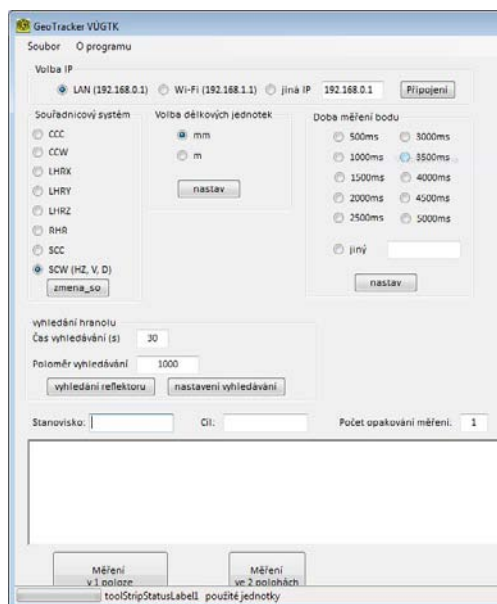 GeoTracker VÚGTK
Soubor O programu
Volba IP
LAN (192.168.0.1) Wi-Fi (192.168.1.1) jiná IP 192.168.0.1 Připojení
Souřadnicový systém
CCC
CCW
LHRX
LHRY
LHRZ
RHR
SCC
SCW (HZ, V, D)
zmena_so
Volba délkových jednotek
mm
m
nastav
Doba měření bodu
500ms 3000ms
1000ms 3500ms
1500ms 4000ms
2000ms 4500ms
2500ms 5000ms
jiný
nastav
vyhledání hranolu
Čas vyhledávání (s) 30
Poloměr vyhledávání 1000
vyhledání reflektoru nastavení vyhledávání
Stanovisko: Cíl: Počet opakování měření: 1
Měření
v 1 poloze
Měření
ve 2 polohách
toolStripStatusLabel1 použité jednotky